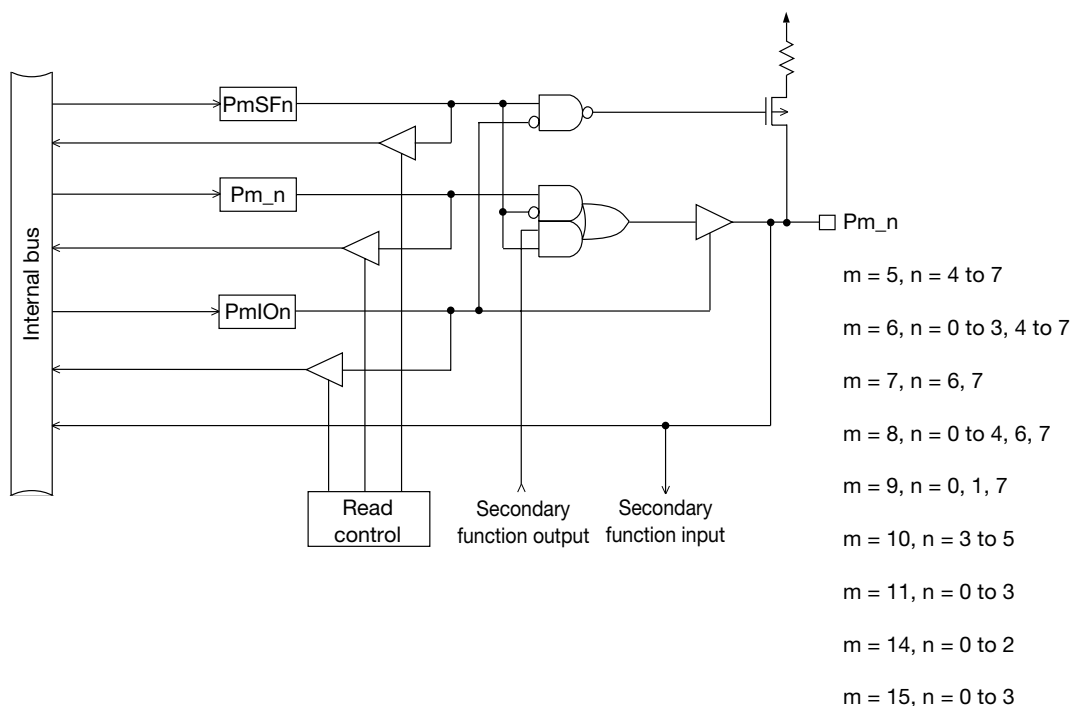 Internal bus
PmSFn
Pm_n
PmIOn
Read
control
Secondary
function output
Secondary
function input
Pm_n
m = 5, n = 4 to 7
m = 6, n = 0 to 3, 4 to 7
m = 7, n = 6, 7
m = 8, n = 0 to 4, 6, 7
m = 9, n = 0, 1, 7
m = 10, n = 3 to 5
m = 11, n = 0 to 3
m = 14, n = 0 to 2
m = 15, n = 0 to 3